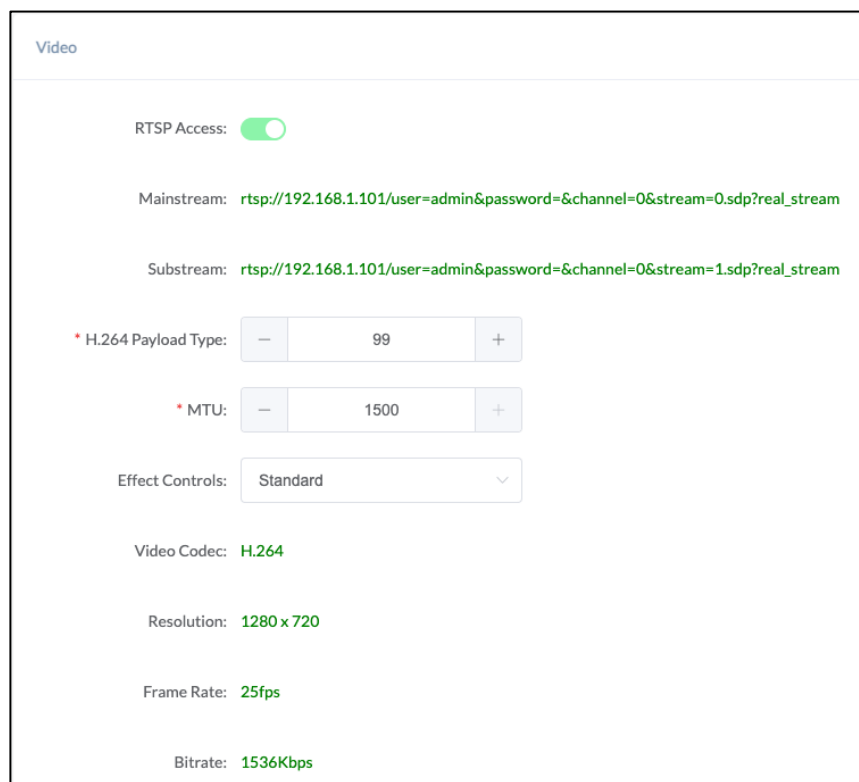 Video
RTSP Access:
Mainstream: rtsp://192.168.1.101/user=admin&password=&channel=0&stream=0.sdp?real_stream
Substream: rtsp://192.168.1.101/user=admin&password=&channel=0&stream=1.sdp?real_stream
* H.264 Payload Type: − 99 +
* MTU: − 1500 +
Effect Controls: Standard
Video Codec: H.264
Resolution: 1280 x 720
Frame Rate: 25fps
Bitrate: 1536Kbps